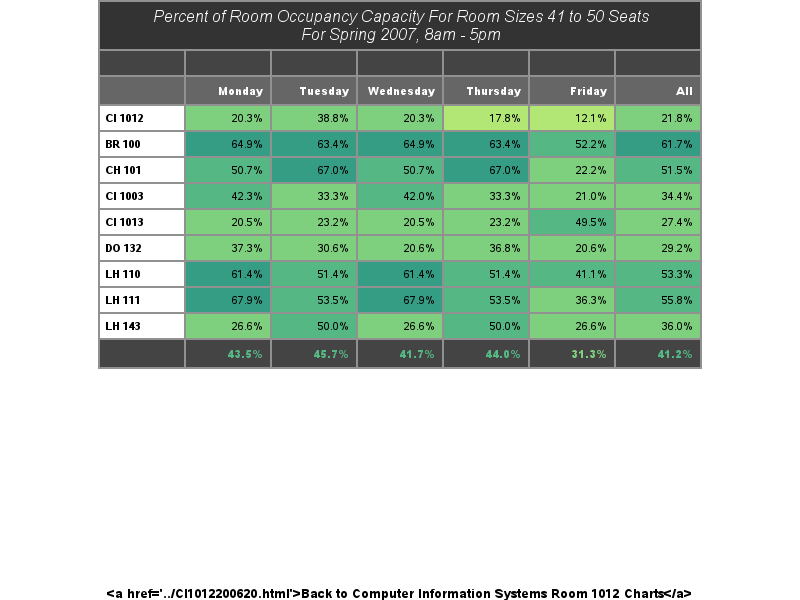 Percent of Room Occupancy Capacity For Room Sizes 41 to 50 Seats
For Spring 2007, 8am - 5pm
Monday Tuesday Wednesday Thursday Friday All
CI 1012 20.3% 38.8% 20.3% 17.8% 12.1% 21.8%
BR 100 64.9% 63.4% 64.9% 63.4% 52.2% 61.7%
CH 101 50.7% 67.0% 50.7% 67.0% 22.2% 51.5%
CI 1003 42.3% 33.3% 42.0% 33.3% 21.0% 34.4%
CI 1013 20.5% 23.2% 20.5% 23.2% 49.5% 27.4%
DO 132 37.3% 30.6% 20.6% 36.8% 20.6% 29.2%
LH 110 61.4% 51.4% 61.4% 51.4% 41.1% 53.3%
LH 111 67.9% 53.5% 67.9% 53.5% 36.3% 55.8%
LH 143 26.6% 50.0% 26.6% 50.0% 26.6% 36.0%
43.5% 45.7% 41.7% 44.0% 31.3% 41.2%
&lt;a href='../CI1012200620.html'&gt;Back to Computer Information Systems Room 1012 Charts&lt;/a&gt;